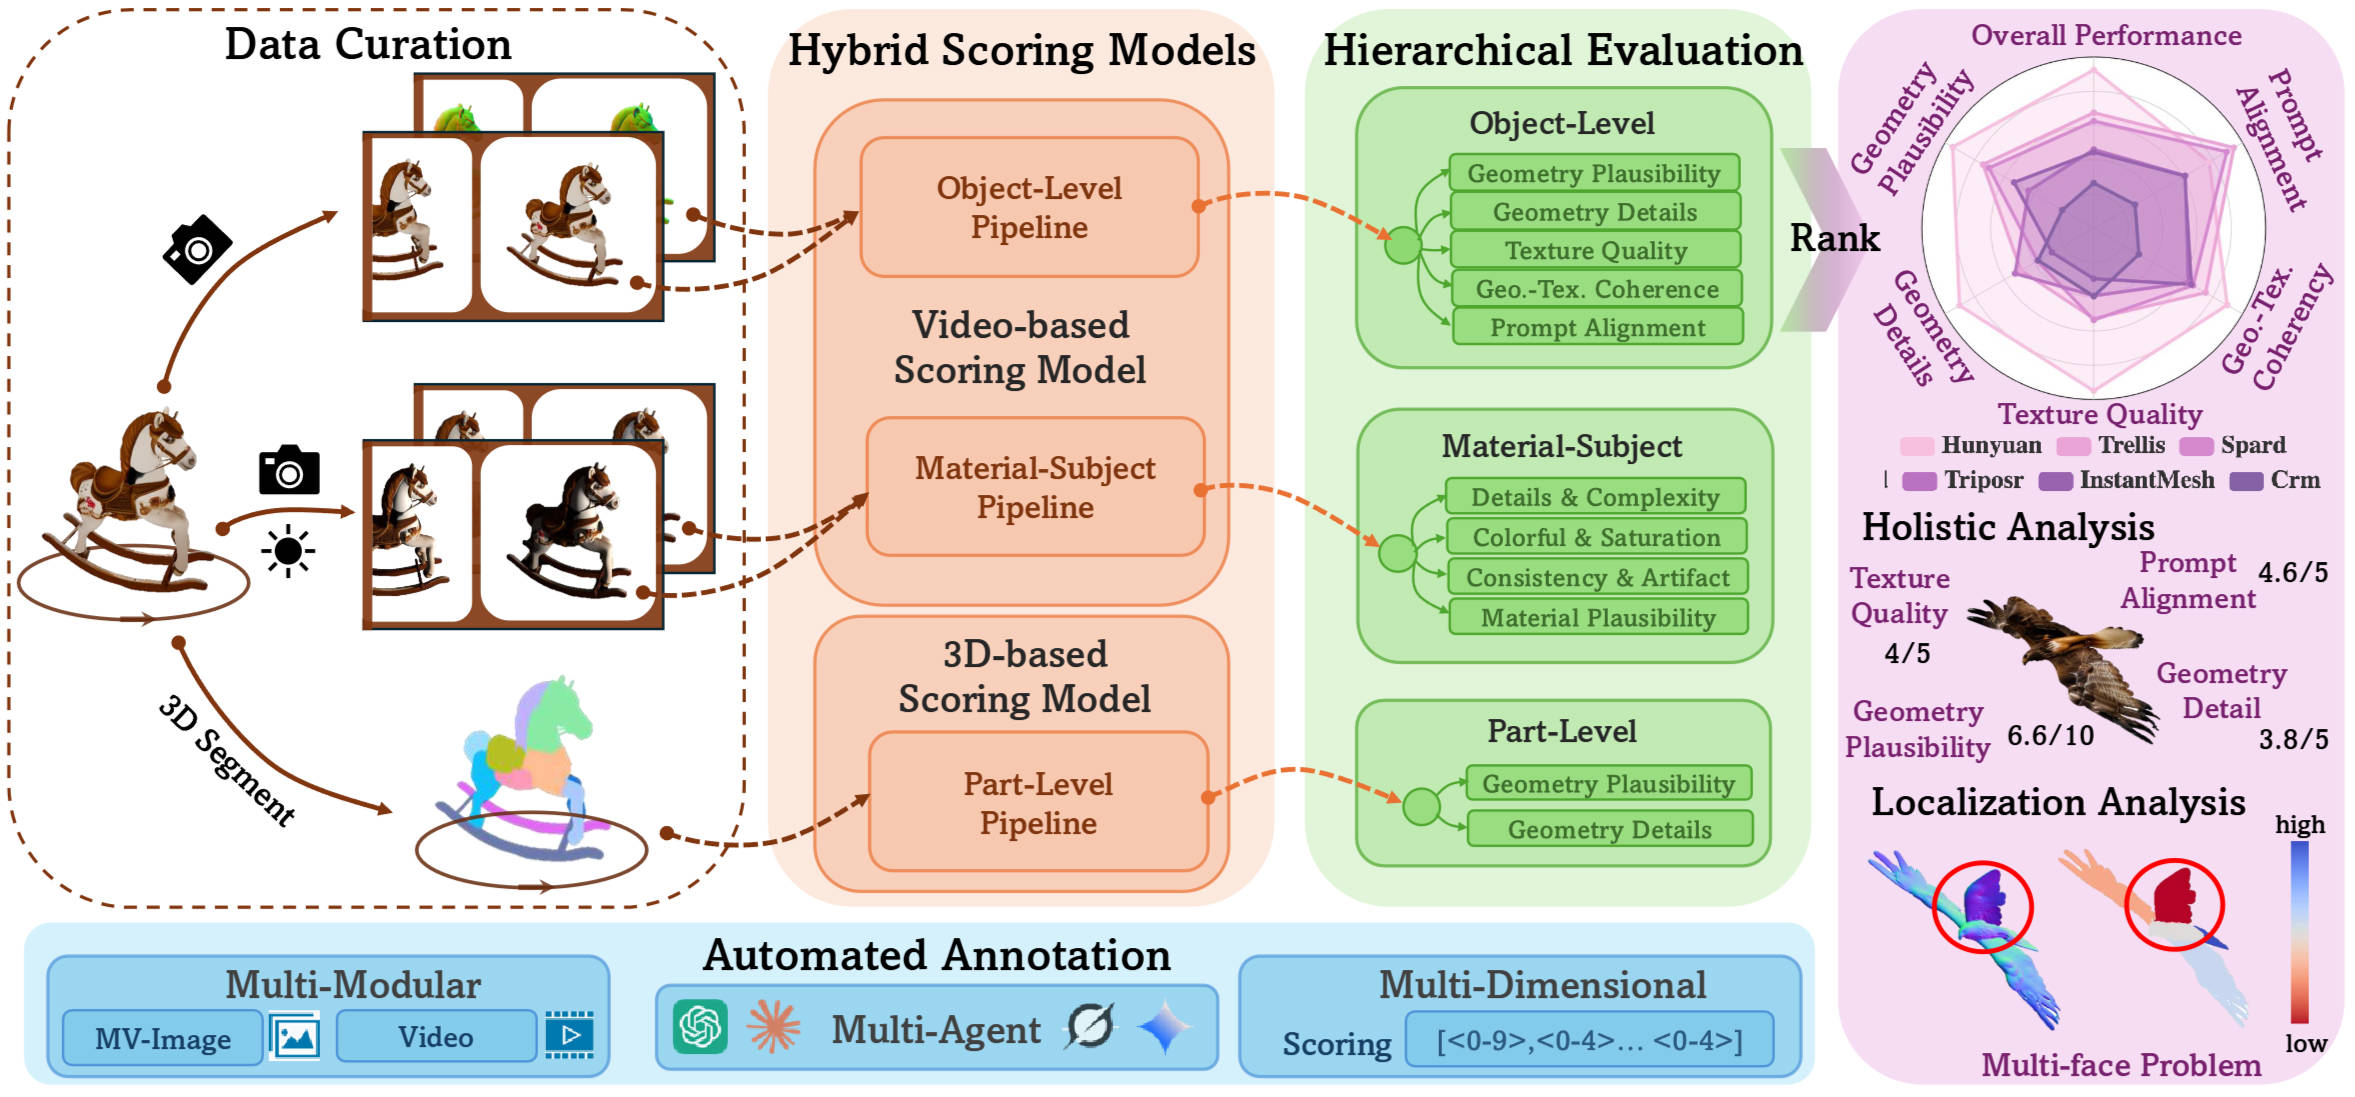 Data Curation
3D Segment
Hybrid Scoring Models
Object-Level
Pipeline
Video-based
Scoring Model
Material-Subject
Pipeline
3D-based
Scoring Model
Part-Level
Pipeline
Hierarchical Evaluation
Object-Level
Geometry Plausibility
Geometry Details
Texture Quality
Geo.-Tex. Coherence
Prompt Alignment
Material-Subject
Details & Complexity
Colorful & Saturation
Consistency & Artifact
Material Plausibility
Part-Level
Geometry Plausibility
Geometry Details
Rank
Overall Performance
Geometry
Plausibility
Prompt
Alignment
Geometry
Details
Geo.-Tex.
Coherency
Texture Quality
Hunyuan Trellis Spard
l Triposr InstantMesh Crm
Holistic Analysis
Texture
Quality
4/5
Prompt
Alignment
4.6/5
Geometry
Plausibility
6.6/10
Geometry
Detail
3.8/5
Localization Analysis
high
low
Multi-face Problem
Automated Annotation
Multi-Modular
MV-Image
Video
Multi-Agent
Multi-Dimensional
Scoring
[<0-9>,<0-4>... <0-4>]